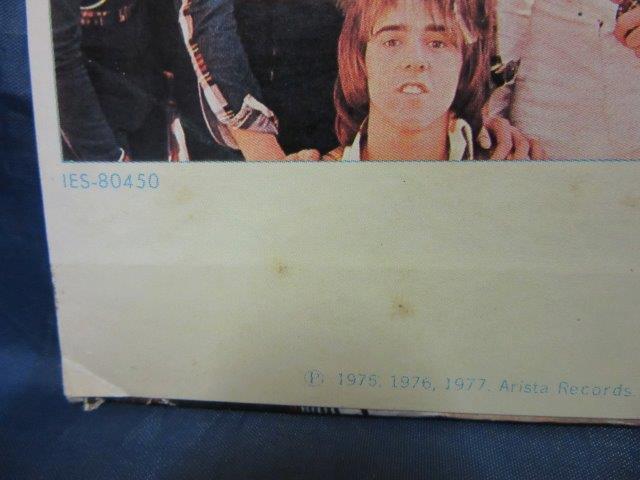 IES-80450
Ⓟ 1975, 1976, 1977. Arista Records.